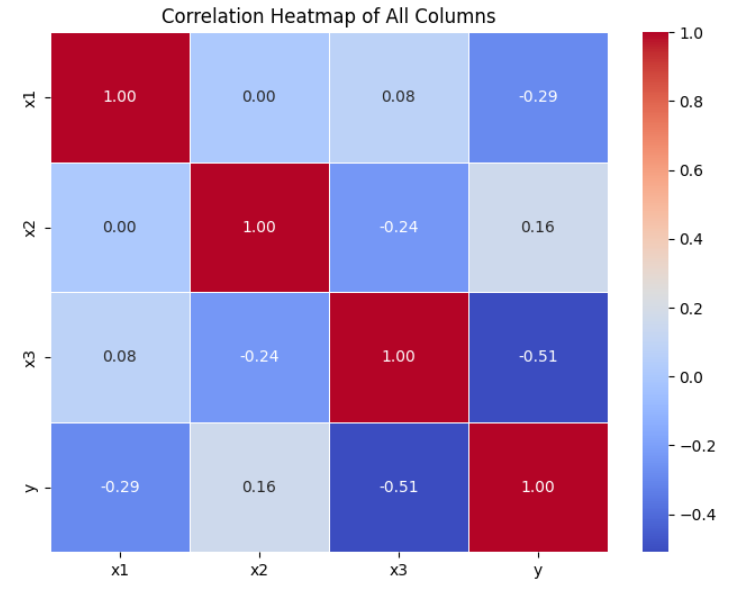 Correlation Heatmap of All Columns
x1 1.00 0.00 0.08 -0.29
x2 0.00 1.00 -0.24 0.16
x3 0.08 -0.24 1.00 -0.51
y -0.29 0.16 -0.51 1.00
x1 x2 x3 y
1.0
0.8
0.6
0.4
0.2
0.0
−0.2
−0.4